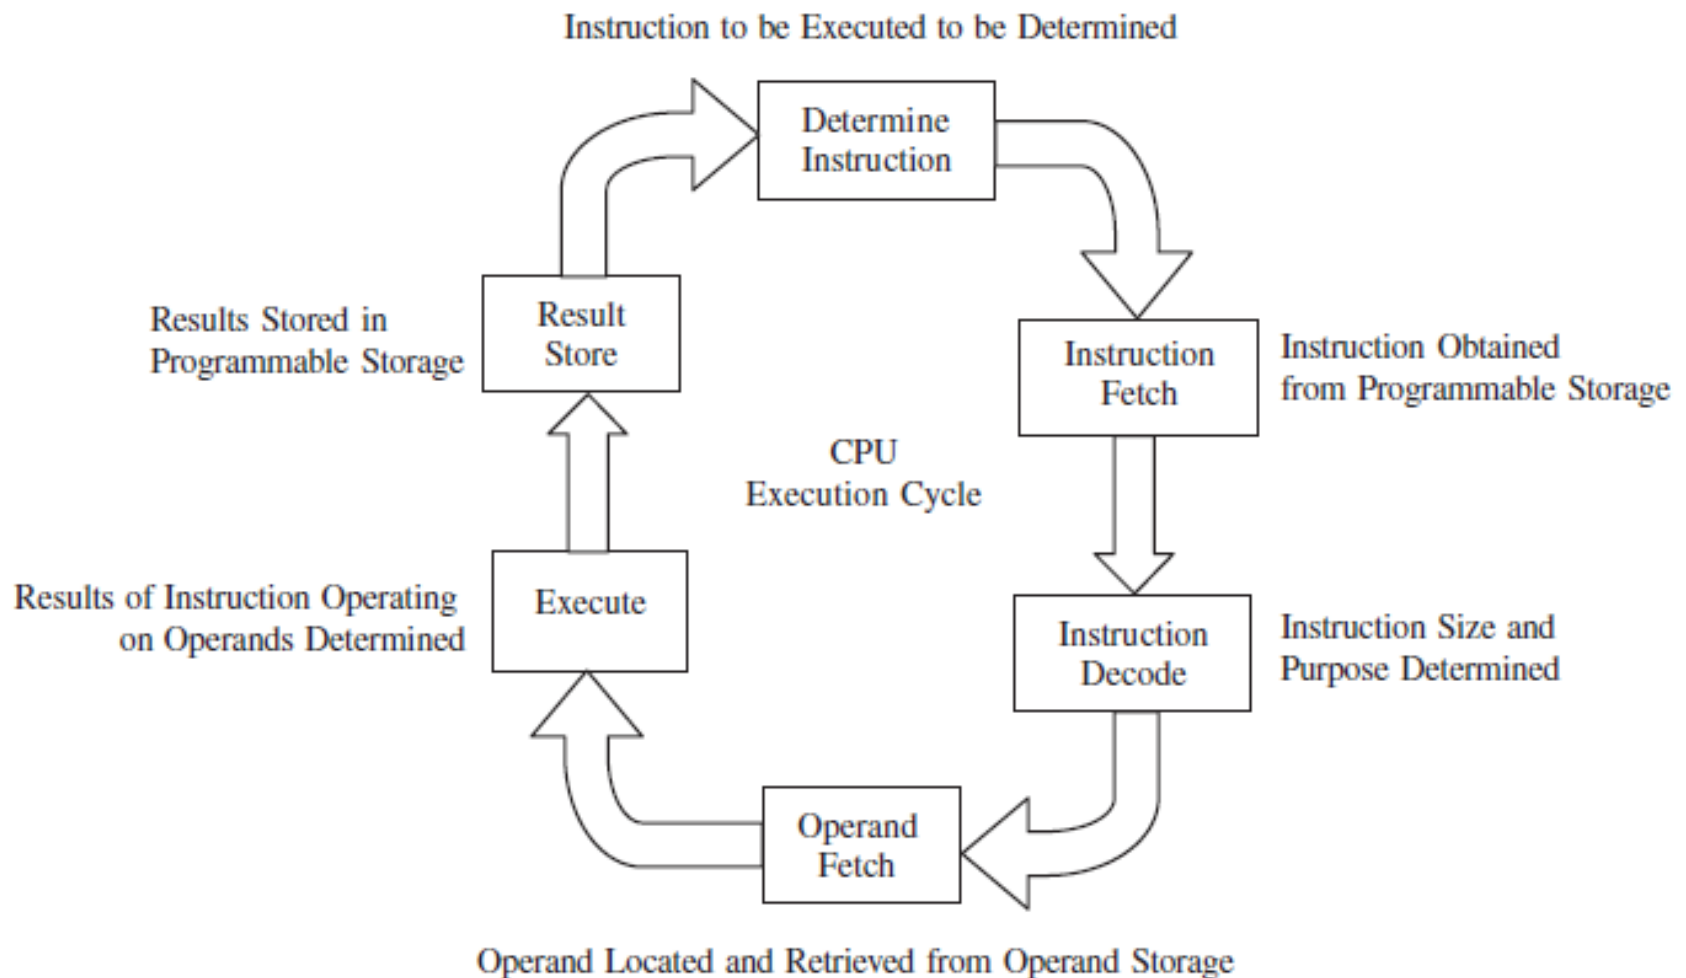 Instruction to be Executed to be Determined
Determine
Instruction
Instruction
Fetch
Instruction Obtained
from Programmable Storage
Instruction
Decode
Instruction Size and
Purpose Determined
Operand
Fetch
Operand Located and Retrieved from Operand Storage
Execute
Results of Instruction Operating
on Operands Determined
Result
Store
Results Stored in
Programmable Storage
CPU
Execution Cycle